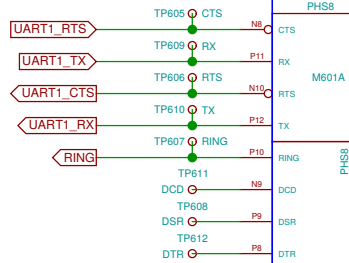 PHS8
TP605 CTS
UART1_RTS N8 CTS
TP609 RX
UART1_TX P11 RX
TP606 RTS
UART1_CTS N10 RTS
M601A
TP610 TX
UART1_RX P12 TX
TP607 RING
RING P10 RING
PHS8
TP611
DCD N9 DCD
TP608
DSR P9 DSR
TP612
DTR P8 DTR